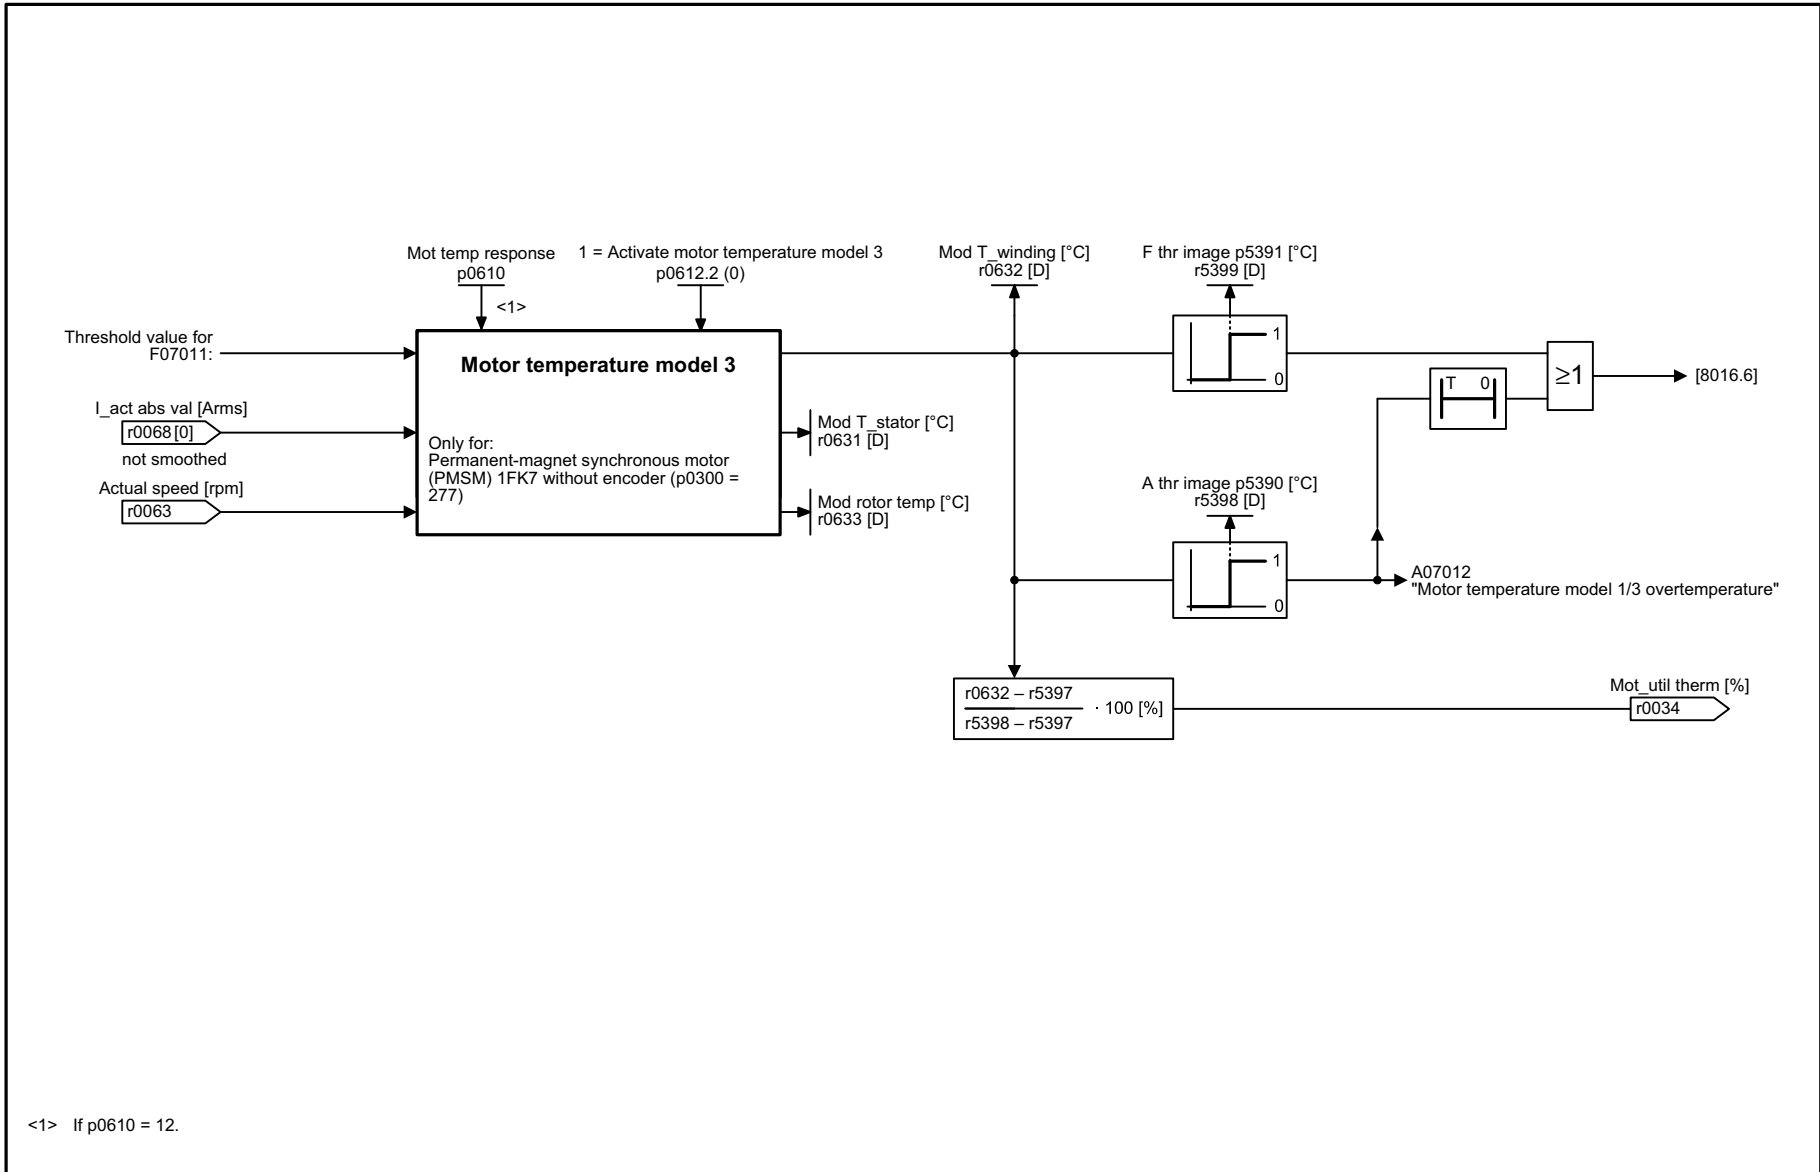 Mot temp response
p0610
<1>
1 = Activate motor temperature model 3
p0612.2 (0)
Mod T_winding [°C]
r0632 [D]
F thr image p5391 [°C]
r5399 [D]
Threshold value for
F07011:
Motor temperature model 3
1
0
≥1
[8016.6]
T 0
I_act abs val [Arms]
r0068 [0]
not smoothed
Only for:
Permanent-magnet synchronous motor
(PMSM) 1FK7 without encoder (p0300 =
277)
Mod T_stator [°C]
r0631 [D]
Actual speed [rpm]
r0063
Mod rotor temp [°C]
r0633 [D]
A thr image p5390 [°C]
r5398 [D]
1
0
A07012
"Motor temperature model 1/3 overtemperature"
r0632 – r5397
r5398 – r5397
· 100 [%]
Mot_util therm [%]
r0034
<1> If p0610 = 12.